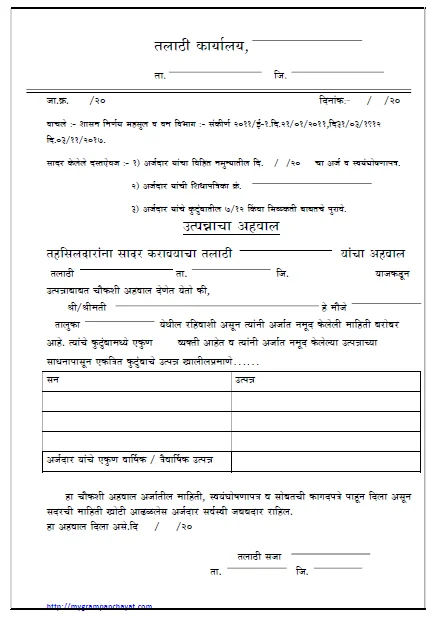 तलाठी कार्यालय,
ता. जि.
जा.क्र. /२० दिनांक:- / /२०
वाचले :- शासन निर्णय महसुल व वन विभाग :- संकीर्ण २०११/ई-१.दि.२१/०१/२०११,दि३१/०३/१९१२
दि.०३/११/२०१७.
सादर केलेले दस्तऐवज :- १) अर्जदार यांचा विहित नमुन्यातील दि. / /२० चा अर्ज व स्वयंघोषणापत्र.
२) अर्जदार यांची शिधापत्रिका क्रं.
३) अर्जदार यांचे कुटुंबातील ७/१२ किंवा मिळकती बाबतचे पुरावे.
उत्पन्नाचा अहवाल
तहसिलदारांना सादर करावयाचा तलाठी यांचा अहवाल
तलाठी ता. जि. याजकडून
उत्पन्नाबाबत चौकशी अहवाल देणेत येतो की,
श्री/श्रीमती हे मौजे
तालुका येथील रहिवाशी असून त्यांनी अर्जात नमूद केलेली माहिती बरोबर
आहे. त्यांचे कुटुंबामध्ये एकुण व्यक्ती आहेत व त्यांनी अर्जात नमूद केलेल्या उत्पन्नाच्या
साधनापासून एकत्रित कुटुंबाचे उत्पन्न खालीलप्रमाणे......
सन उत्पन्न
अर्जदार यांचे एकुण वार्षिक / त्रैवार्षिक उत्पन्न
हा चौकशी अहवाल अर्जातील माहिती, स्वयंघोषणापत्र व सोबतची कागदपत्रे पाहून दिला असून
सदरची माहिती खोटी आढळलेस अर्जदार सर्वस्वी जबबदार राहिल.
हा अहवाल दिला असे.दि / /२०
तलाठी सजा
ता. जि.
http://mygrampanchayat.com